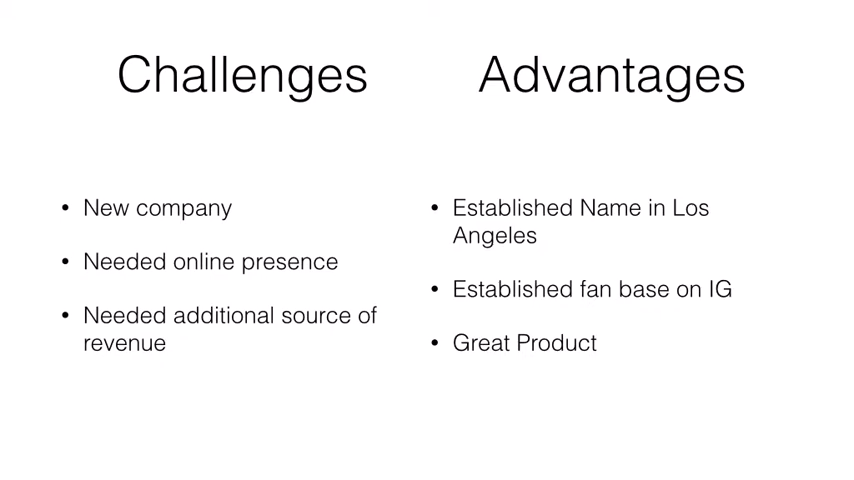 Challenges
• New company
• Needed online presence
• Needed additional source of
revenue
Advantages
• Established Name in Los
Angeles
• Established fan base on IG
• Great Product